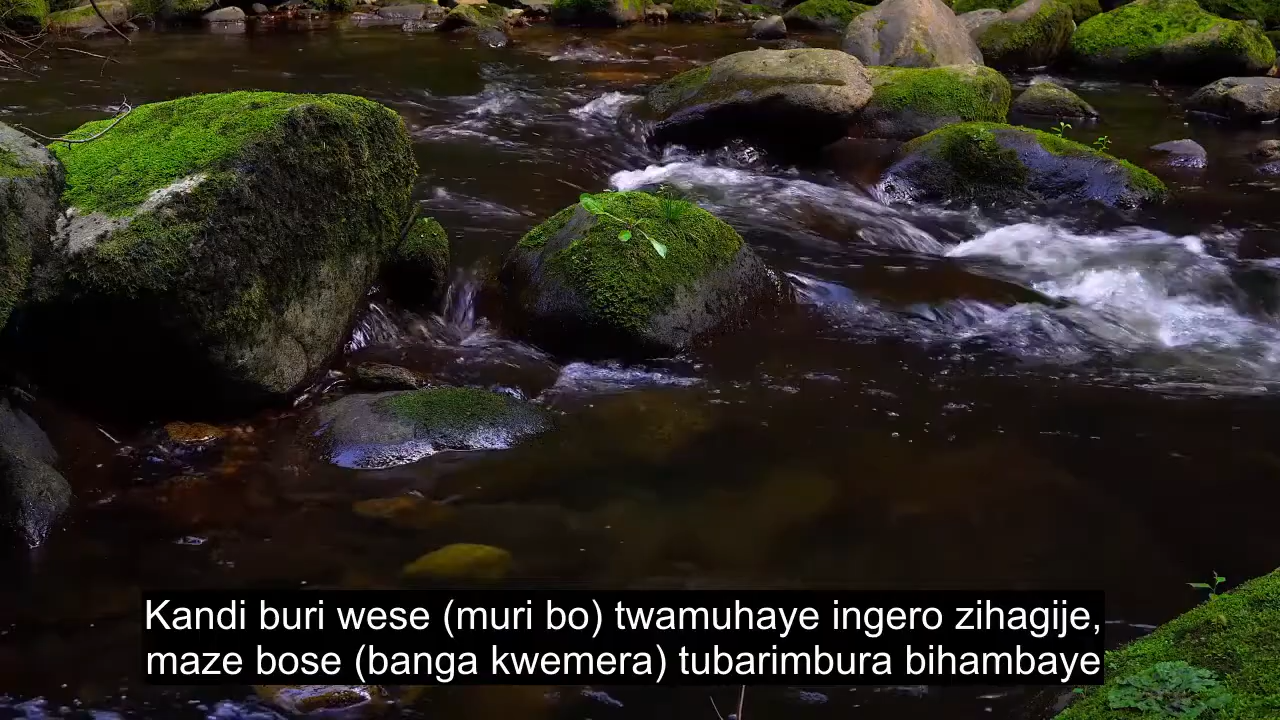 Kandi buri wese (muri bo) twamuhaye ingero zihagije,
maze bose (banga kwemera) tubarimbura bihambaye